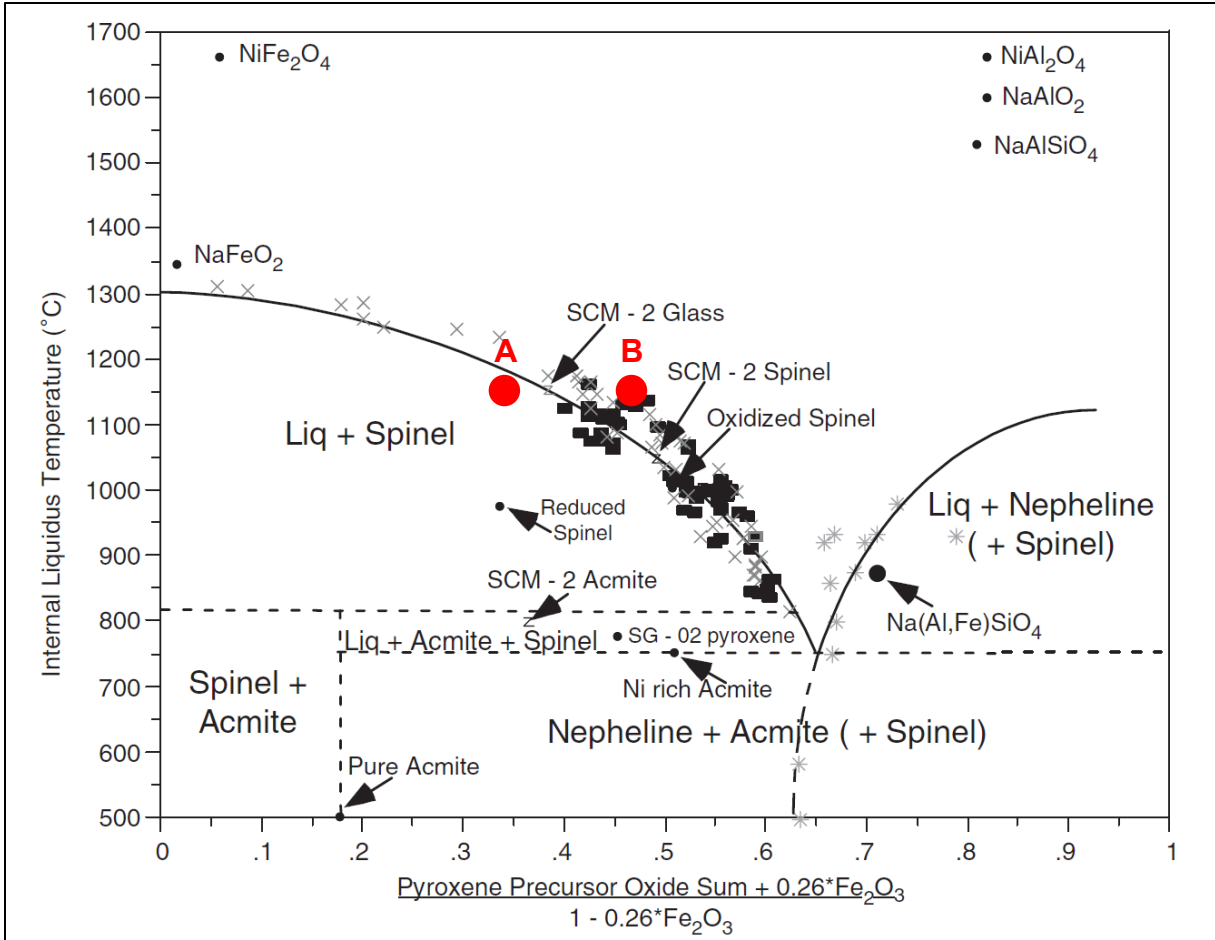 1700
1600
1500
1400
1300
1200
1100
1000
900
800
700
600
500
Internal Liquidus Temperature (˚C)
NiFe2O4
NiAl2O4
NaAlO2
NaAlSiO4
NaFeO2
SCM - 2 Glass
A
B
SCM - 2 Spinel
Oxidized Spinel
Liq + Spinel
Reduced
Spinel
Liq + Nepheline
( + Spinel)
SCM - 2 Acmite
Na(Al,Fe)SiO4
Liq + Acmite + Spinel
SG - 02 pyroxene
Ni rich Acmite
Spinel +
Acmite
Nepheline + Acmite ( + Spinel)
Pure Acmite
0 .1 .2 .3 .4 .5 .6 .7 .8 .9 1
Pyroxene Precursor Oxide Sum + 0.26*Fe2O3
1 - 0.26*Fe2O3